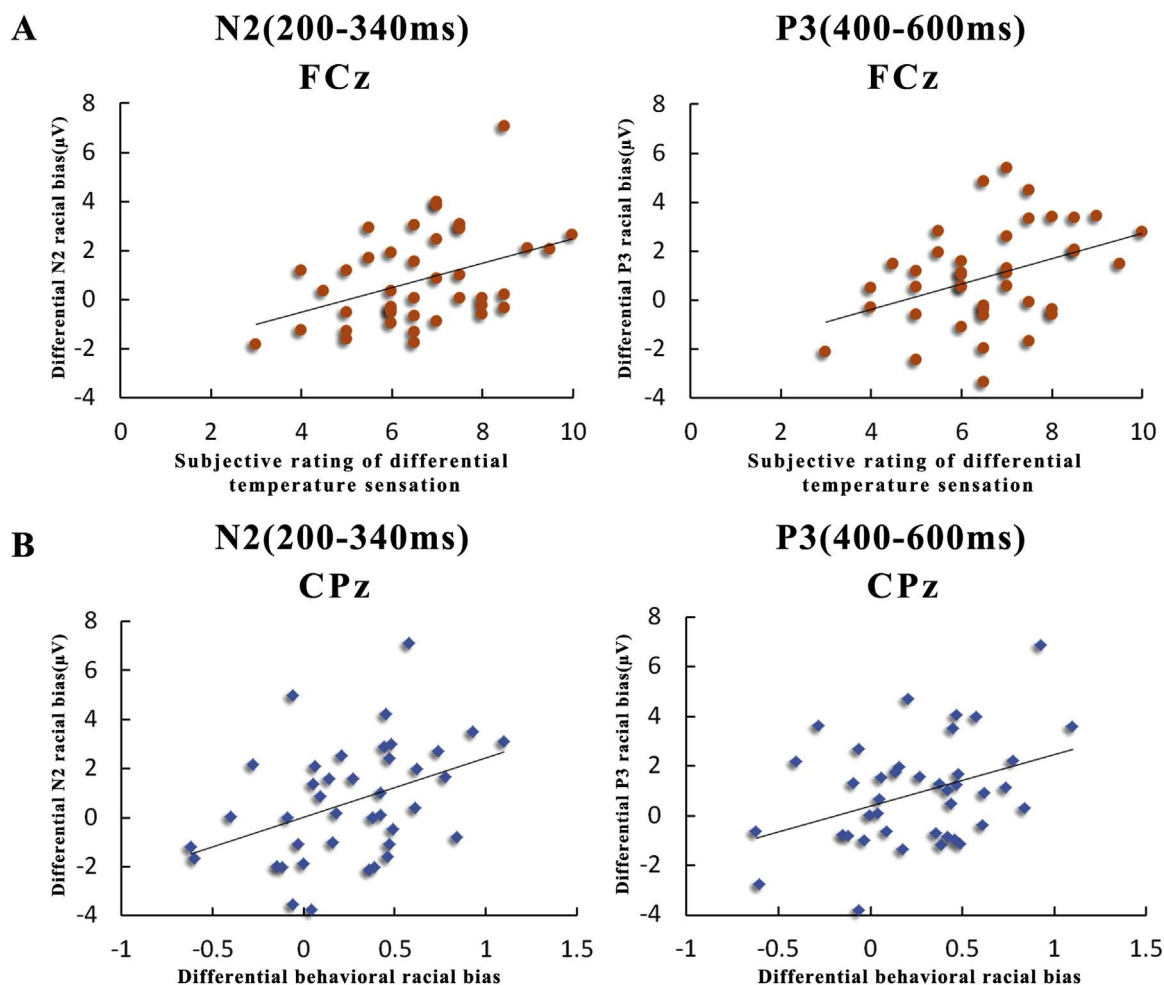 A
N2(200-340ms)
FCz
Differential N2 racial bias(μV)
8
6
4
2
0
-2
-4
0
2
4
6
8
10
Subjective rating of differential
temperature sensation
P3(400-600ms)
FCz
Differential P3 racial bias(μV)
8
6
4
2
0
-2
-4
0
2
4
6
8
10
Subjective rating of differential
temperature sensation
B
N2(200-340ms)
CPz
Differential N2 racial bias(μV)
8
6
4
2
0
-2
-4
-1
-0.5
0
0.5
1
1.5
Differential behavioral racial bias
P3(400-600ms)
CPz
Differential P3 racial bias(μV)
8
6
4
2
0
-2
-4
-1
-0.5
0
0.5
1
1.5
Differential behavioral racial bias